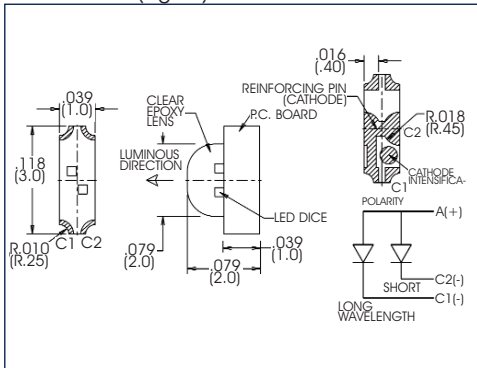 .039
(1.0)
.118
(3.0)
R.010
(R.25)
C1 C2
CLEAR
EPOXY
LENS
P.C. BOARD
LUMINOUS
DIRECTION
LED DICE
.079
(2.0)
.079
(2.0)
.039
(1.0)
.016
(.40)
REINFORCING PIN
(CATHODE)
C2
R.018
(R.45)
CATHODE
INTENSIFICA-
C1
POLARITY
A(+)
C2(-)
SHORT
C1(-)
LONG
WAVELENGTH